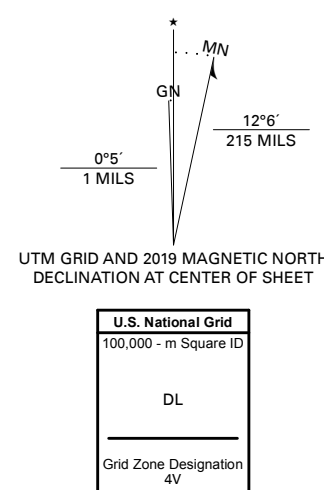 ★
MN
GN
12°6´
215 MILS
0°5´
1 MILS
UTM GRID AND 2019 MAGNETIC NORTH
DECLINATION AT CENTER OF SHEET
U.S. National Grid
100,000 - m Square ID
DL
Grid Zone Designation
4V